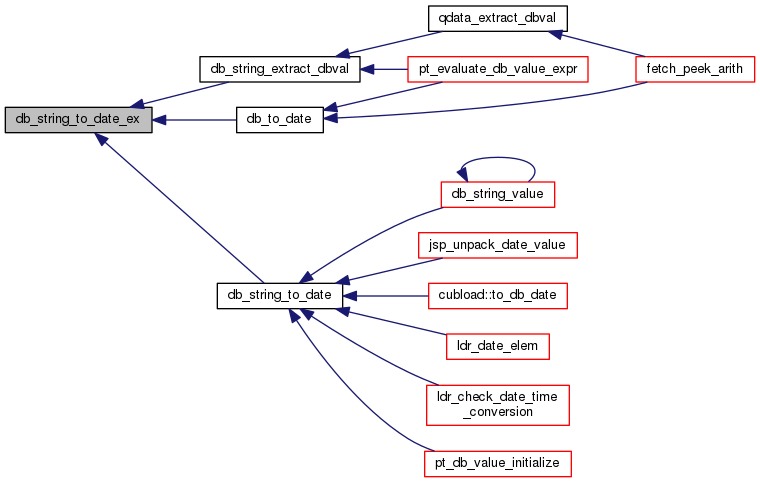 qdata_extract_dbval
db_string_extract_dbval
pt_evaluate_db_value_expr
fetch_peek_arith
db_string_to_date_ex
db_to_date
db_string_value
jsp_unpack_date_value
db_string_to_date
cubload::to_db_date
ldr_date_elem
ldr_check_date_time
_conversion
pt_db_value_initialize